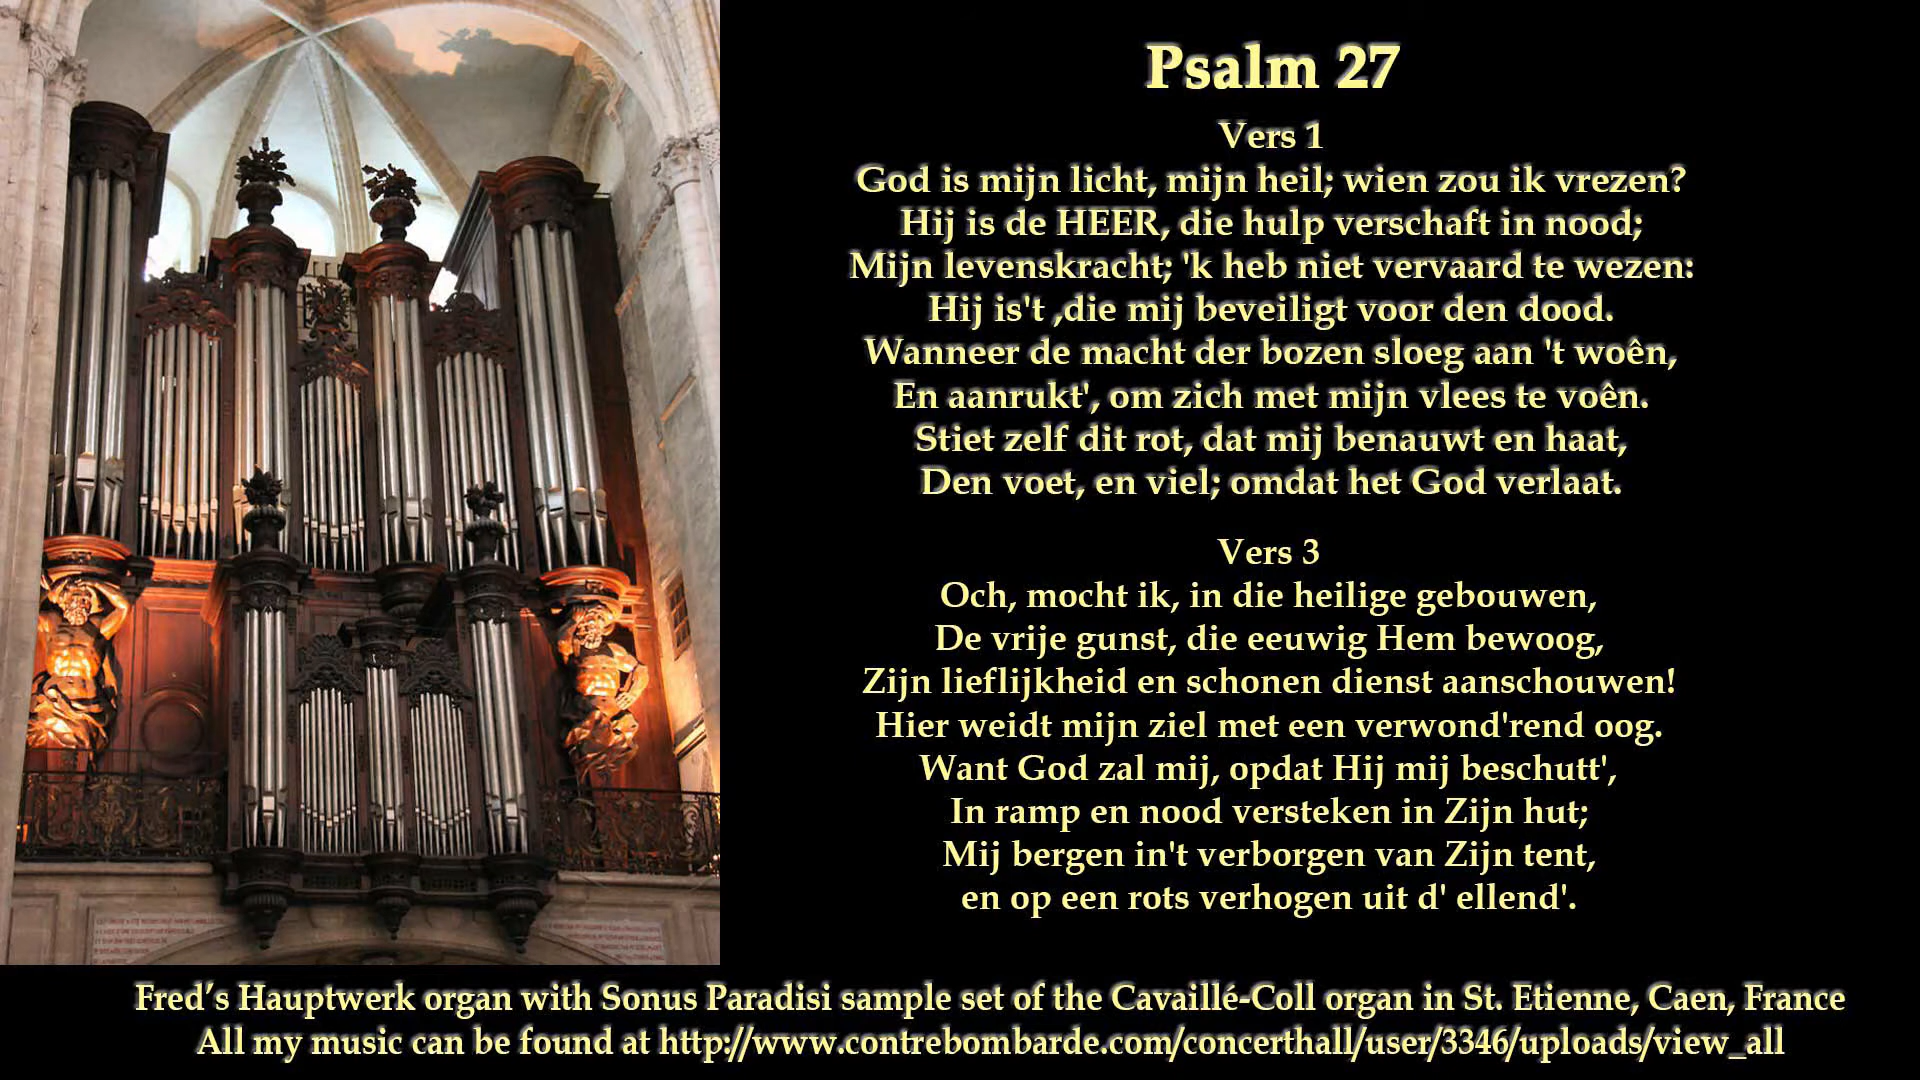 Psalm 27
Vers 1
God is mijn licht, mijn heil; wien zou ik vrezen?
Hij is de HEER, die hulp verschaft in nood;
Mijn levenskracht; 'k heb niet vervaard te wezen:
Hij is't ,die mij beveiligt voor den dood.
Wanneer de macht der bozen sloeg aan 't woên,
En aanrukt', om zich met mijn vlees te voên.
Stiet zelf dit rot, dat mij benauwt en haat,
Den voet, en viel; omdat het God verlaat.
Vers 3
Och, mocht ik, in die heilige gebouwen,
De vrije gunst, die eeuwig Hem bewoog,
Zijn lieflijkheid en schonen dienst aanschouwen!
Hier weidt mijn ziel met een verwond'rend oog.
Want God zal mij, opdat Hij mij beschutt',
In ramp en nood versteken in Zijn hut;
Mij bergen in't verborgen van Zijn tent,
en op een rots verhogen uit d' ellend'.
Fred’s Hauptwerk organ with Sonus Paradisi sample set of the Cavaillé-Coll organ in St. Etienne, Caen, France
All my music can be found at http://www.contrebombarde.com/concerthall/user/3346/uploads/view_all